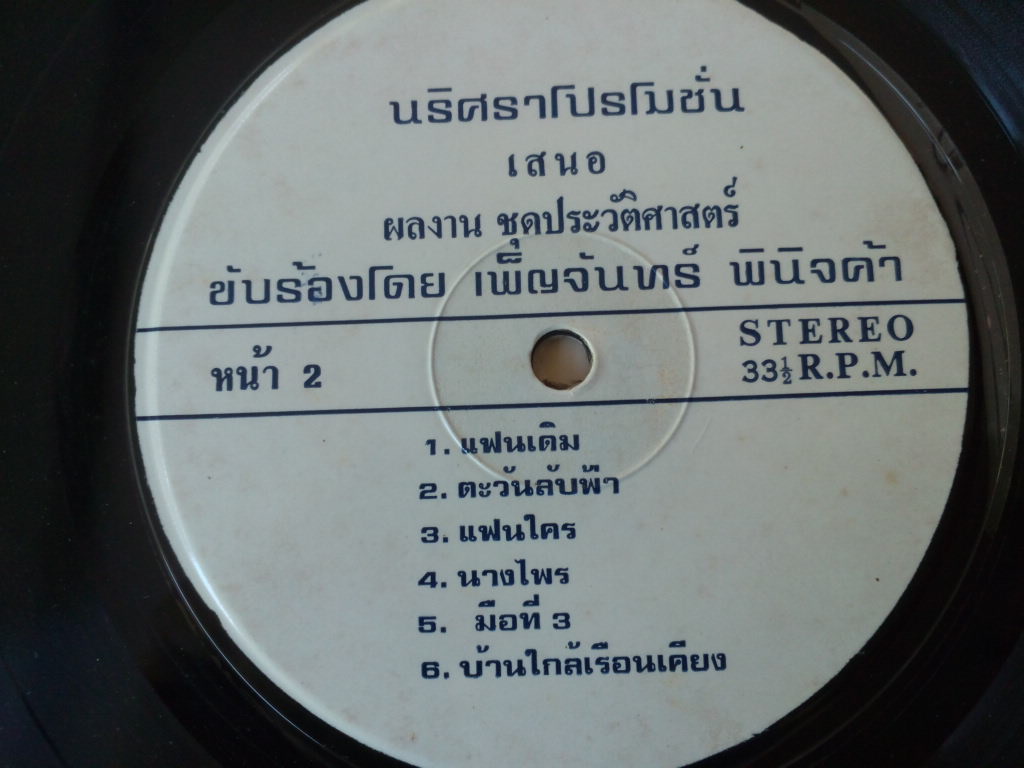 นริศราโปรโมชั่น
เสนอ
ผลงาน ชุดประวัติศาสตร์
ขับร้องโดย เพ็ญจันทร์ พินิจค้า
หน้า 2
STEREO
33½ R.P.M.
1. แฟนเดิม
2. ตะวันลับฟ้า
3. แฟนใคร
4. นางไพร
5. มือที่ 3
6. บ้านใกล้เรือนเคียง